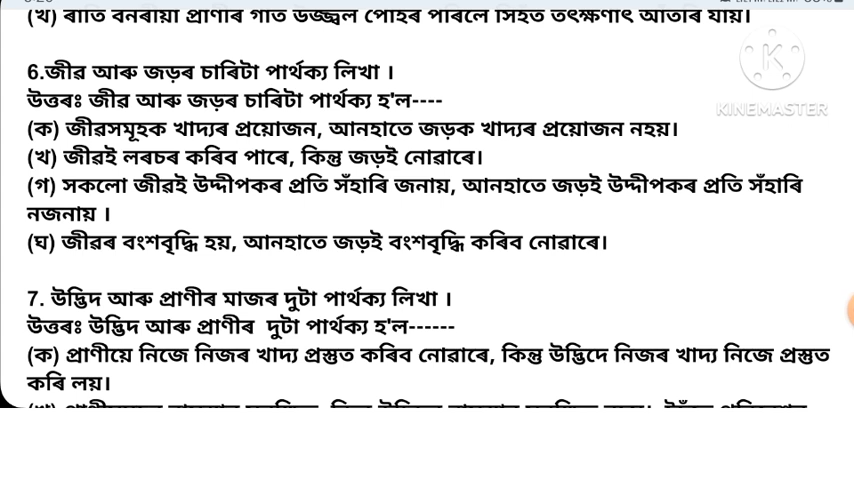 (খ) ৰাতি বনৰীয়া প্ৰাণীৰ গাত উজ্জ্বল পোহৰ পৰিলে সিহঁত তৎক্ষণাৎ আঁতৰি যায়।
6.জীৱ আৰু জড়ৰ চাৰিটা পাৰ্থক্য লিখা ।
উত্তৰঃ জীৱ আৰু জড়ৰ চাৰিটা পাৰ্থক্য হ'ল----
(ক) জীৱসমূহক খাদ্যৰ প্ৰয়োজন, আনহাতে জড়ক খাদ্যৰ প্ৰয়োজন নহয়।
(খ) জীৱই লৰচৰ কৰিব পাৰে, কিন্তু জড়ই নোৱাৰে।
(গ) সকলো জীৱই উদ্দীপকৰ প্ৰতি সঁহাৰি জনায়, আনহাতে জড়ই উদ্দীপকৰ প্ৰতি সঁহাৰি
নজনায় ।
(ঘ) জীৱৰ বংশবৃদ্ধি হয়, আনহাতে জড়ই বংশবৃদ্ধি কৰিব নোৱাৰে।
7. উদ্ভিদ আৰু প্ৰাণীৰ মাজৰ দুটা পাৰ্থক্য লিখা ।
উত্তৰঃ উদ্ভিদ আৰু প্ৰাণীৰ দুটা পাৰ্থক্য হ'ল------
(ক) প্ৰাণীয়ে নিজে নিজৰ খাদ্য প্ৰস্তুত কৰিব নোৱাৰে, কিন্তু উদ্ভিদে নিজৰ খাদ্য নিজে প্ৰস্তুত
কৰি লয়।
KINEMASTER